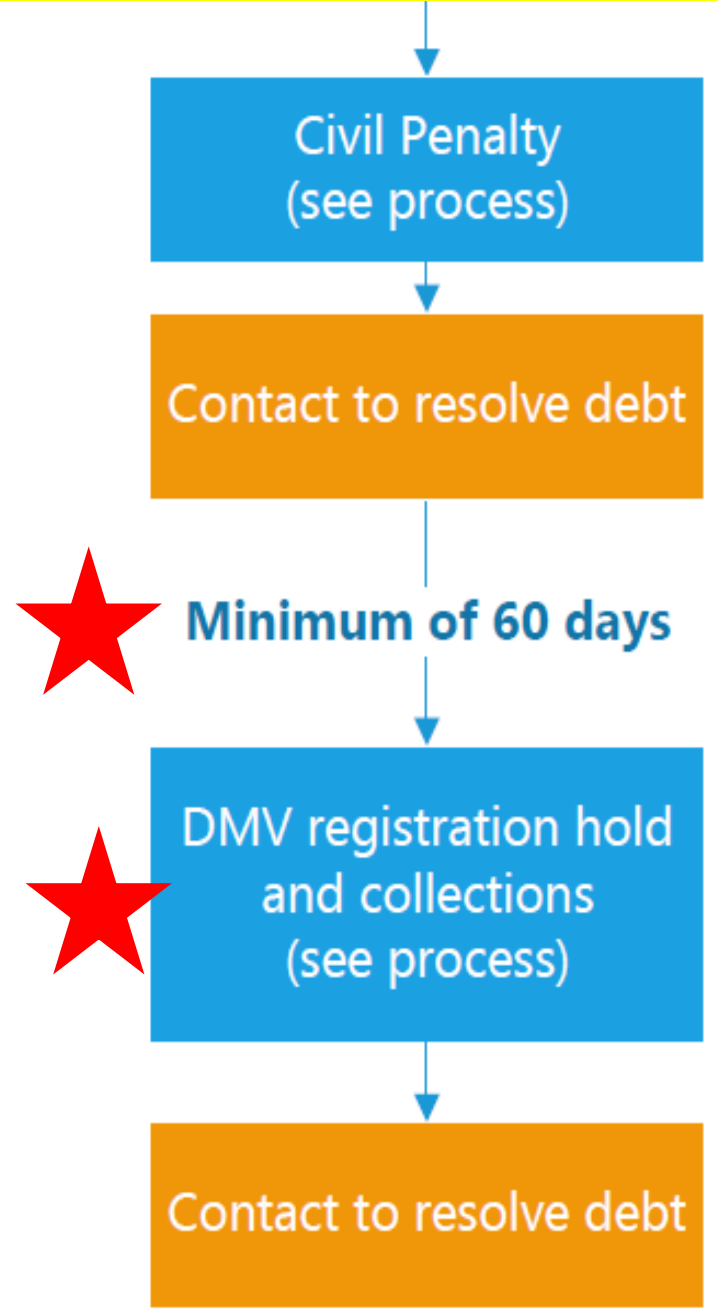 Civil Penalty
(see process)
Contact to resolve debt
Minimum of 60 days
DMV registration hold
and collections
(see process)
Contact to resolve debt